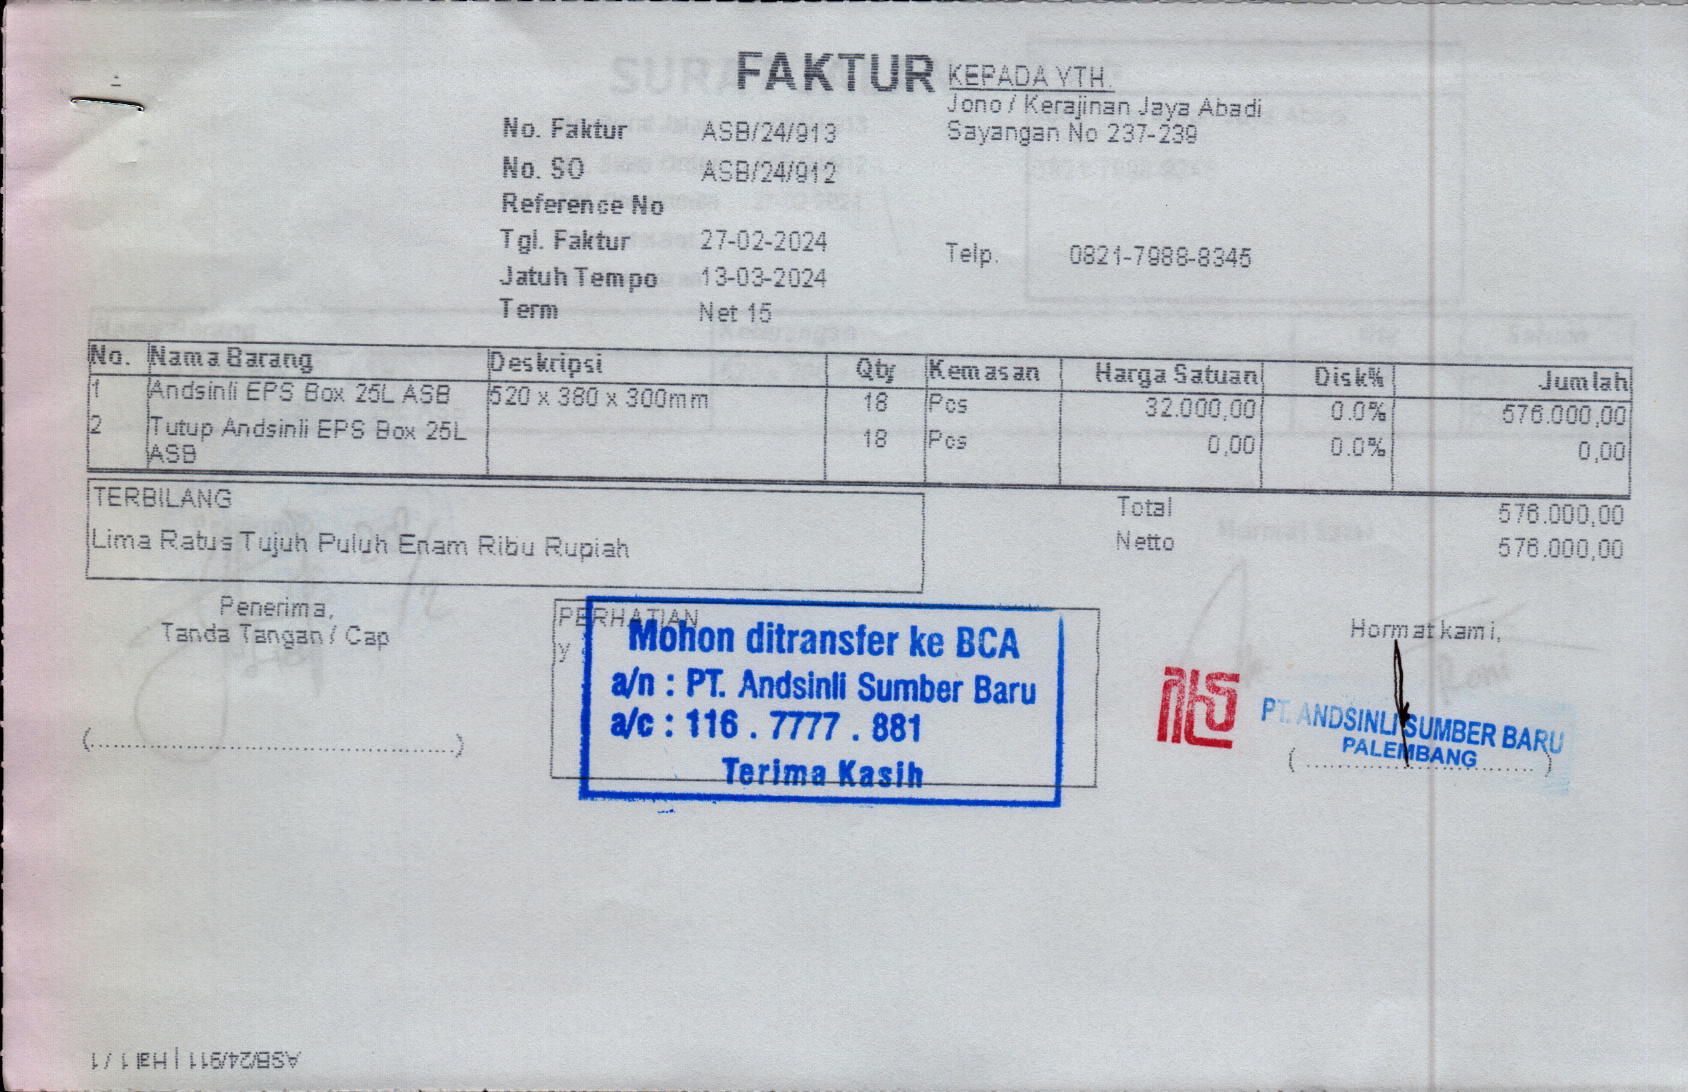 FAKTUR
KEPADA YTH.
Jono / Kerajinan Jaya Abadi
Sayangan No 237-239
No. Faktur ASB/24/913
No. SO ASB/24/912
Reference No
Tgl. Faktur 27-02-2024
Telp. 0821-7988-8345
Jatuh Tempo 13-03-2024
Term Net 15
No. Nama Barang Deskripsi Qty Kemasan Harga Satuan Disk% Jumlah
1 Andsinli EPS Box 25L ASB 520 x 380 x 300mm 18 Pcs 32.000,00 0.0% 576.000,00
2 Tutup Andsinli EPS Box 25L 18 Pcs 0,00 0.0% 0,00
ASB
TERBILANG
Lima Ratus Tujuh Puluh Enam Ribu Rupiah
Total 576.000,00
Netto 576.000,00
Penerima,
Tanda Tangan / Cap
(..............................................)
PERHATIAN
y
Mohon ditransfer ke BCA
a/n : PT. Andsinli Sumber Baru
a/c : 116 . 7777 . 881
Terima Kasih
Hormat kami,
PT. ANDSINLI SUMBER BARU
PALEMBANG
(................................)
ASB/24/911 | Hal 1 / 1